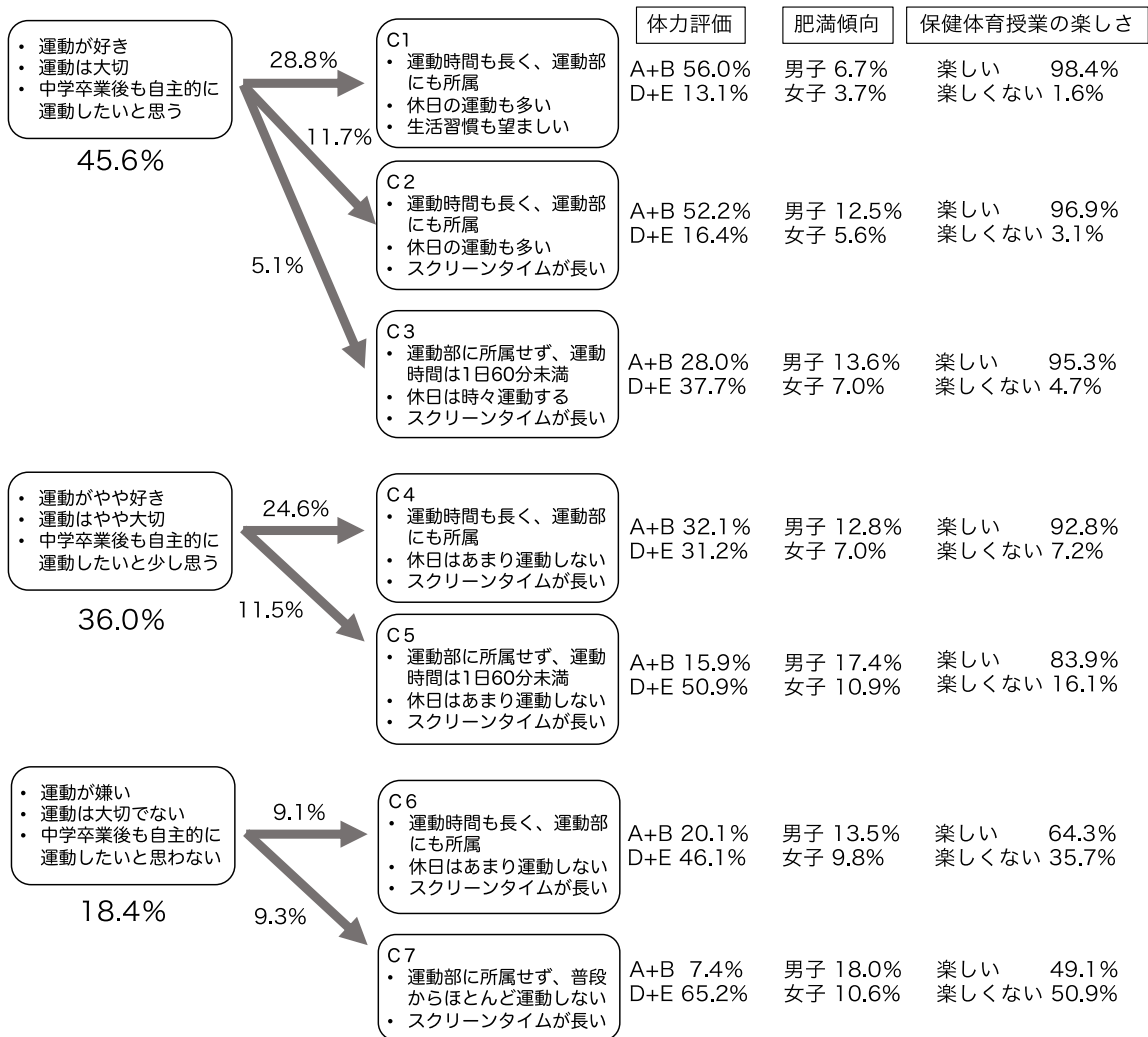 体力評価 肥満傾向 保健体育授業の楽しさ
・ 運動が好き
・ 運動は大切
・ 中学卒業後も自主的に
運動したいと思う
45.6%
28.8%
C1
・ 運動時間も長く、運動部
にも所属
・ 休日の運動も多い
・ 生活習慣も望ましい
A+B 56.0% 男子 6.7% 楽しい 98.4%
D+E 13.1% 女子 3.7% 楽しくない 1.6%
11.7%
C2
・ 運動時間も長く、運動部
にも所属
・ 休日の運動も多い
・ スクリーンタイムが長い
A+B 52.2% 男子 12.5% 楽しい 96.9%
D+E 16.4% 女子 5.6% 楽しくない 3.1%
5.1%
C3
・ 運動部に所属せず、運動
時間は1日60分未満
・ 休日は時々運動する
・ スクリーンタイムが長い
A+B 28.0% 男子 13.6% 楽しい 95.3%
D+E 37.7% 女子 7.0% 楽しくない 4.7%
・ 運動がやや好き
・ 運動はやや大切
・ 中学卒業後も自主的に
運動したいと少し思う
36.0%
24.6%
C4
・ 運動時間も長く、運動部
にも所属
・ 休日はあまり運動しない
・ スクリーンタイムが長い
A+B 32.1% 男子 12.8% 楽しい 92.8%
D+E 31.2% 女子 7.0% 楽しくない 7.2%
11.5%
C5
・ 運動部に所属せず、運動
時間は1日60分未満
・ 休日はあまり運動しない
・ スクリーンタイムが長い
A+B 15.9% 男子 17.4% 楽しい 83.9%
D+E 50.9% 女子 10.9% 楽しくない 16.1%
・ 運動が嫌い
・ 運動は大切でない
・ 中学卒業後も自主的に
運動したいと思わない
18.4%
9.1%
C6
・ 運動時間も長く、運動部
にも所属
・ 休日はあまり運動しない
・ スクリーンタイムが長い
A+B 20.1% 男子 13.5% 楽しい 64.3%
D+E 46.1% 女子 9.8% 楽しくない 35.7%
9.3%
C7
・ 運動部に所属せず、普段
からほとんど運動しない
・ スクリーンタイムが長い
A+B 7.4% 男子 18.0% 楽しい 49.1%
D+E 65.2% 女子 10.6% 楽しくない 50.9%